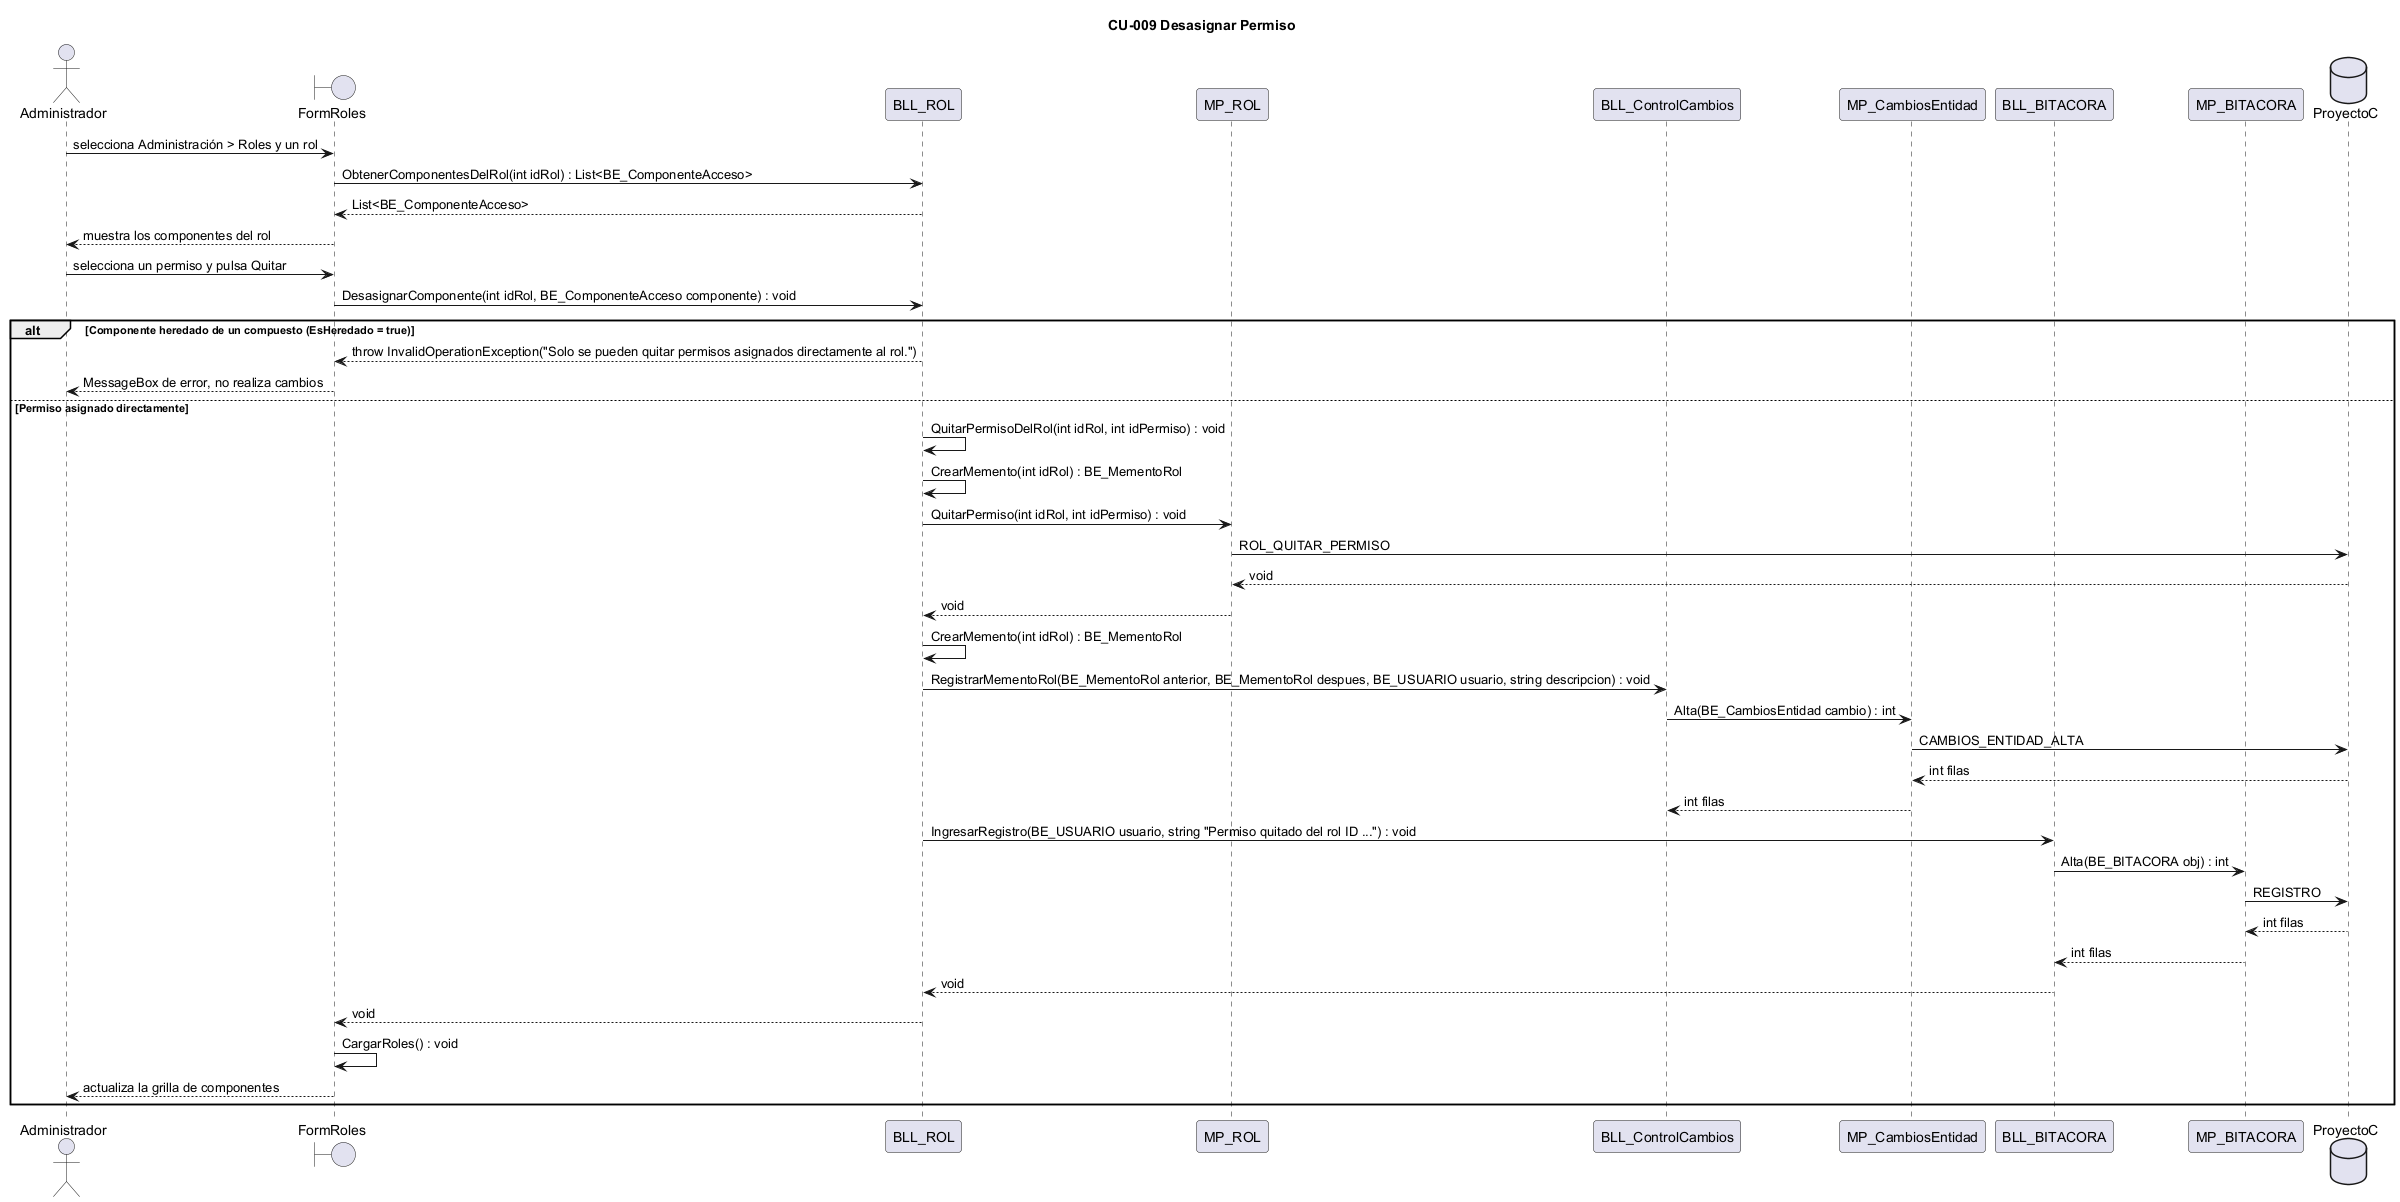 CU-009 Desasignar Permiso
Administrador
FormRoles
BLL_ROL
MP_ROL
BLL_ControlCambios
MP_CambiosEntidad
BLL_BITACORA
MP_BITACORA
ProyectoC
selecciona Administración > Roles y un rol
ObtenerComponentesDelRol(int idRol) : List<BE_ComponenteAcceso>
List<BE_ComponenteAcceso>
muestra los componentes del rol
selecciona un permiso y pulsa Quitar
DesasignarComponente(int idRol, BE_ComponenteAcceso componente) : void
alt [Componente heredado de un compuesto (EsHeredado = true)]
throw InvalidOperationException("Solo se pueden quitar permisos asignados directamente al rol.")
MessageBox de error, no realiza cambios
[Permiso asignado directamente]
QuitarPermisoDelRol(int idRol, int idPermiso) : void
CrearMemento(int idRol) : BE_MementoRol
QuitarPermiso(int idRol, int idPermiso) : void
ROL_QUITAR_PERMISO
void
void
CrearMemento(int idRol) : BE_MementoRol
RegistrarMementoRol(BE_MementoRol anterior, BE_MementoRol despues, BE_USUARIO usuario, string descripcion) : void
Alta(BE_CambiosEntidad cambio) : int
CAMBIOS_ENTIDAD_ALTA
int filas
int filas
IngresarRegistro(BE_USUARIO usuario, string "Permiso quitado del rol ID ...") : void
Alta(BE_BITACORA obj) : int
REGISTRO
int filas
int filas
void
void
CargarRoles() : void
actualiza la grilla de componentes
Administrador
FormRoles
BLL_ROL
MP_ROL
BLL_ControlCambios
MP_CambiosEntidad
BLL_BITACORA
MP_BITACORA
ProyectoC